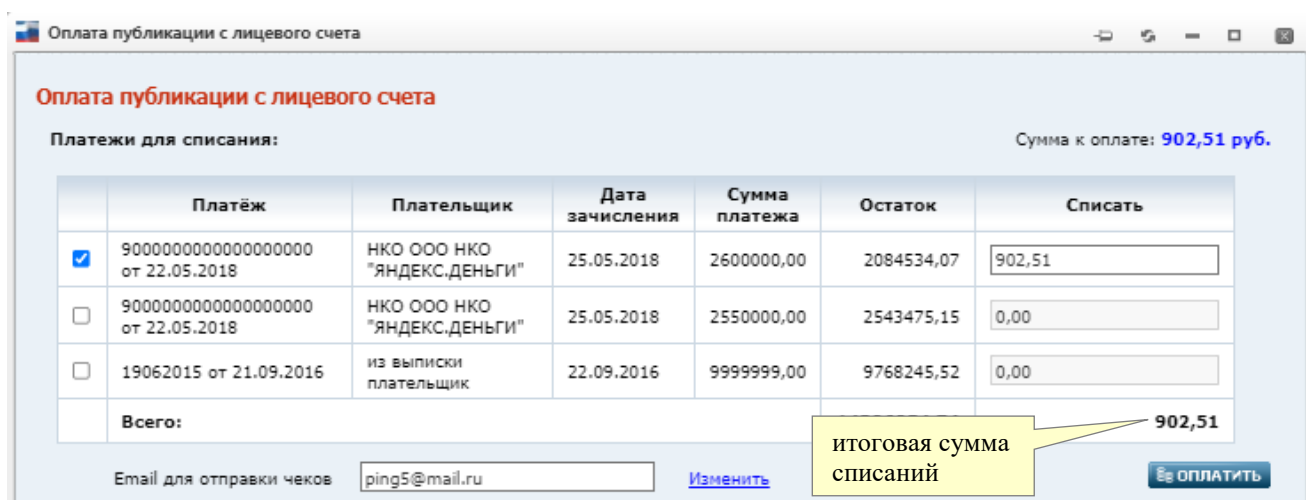 Оплата публикации с лицевого счета
Оплата публикации с лицевого счета
Платежи для списания: Сумма к оплате: 902,51 руб.
Платёж Плательщик Дата зачисления Сумма платежа Остаток Списать
90000000000000000000 от 22.05.2018 НКО ООО НКО "ЯНДЕКС.ДЕНЬГИ" 25.05.2018 2600000,00 2084534,07 902,51
90000000000000000000 от 22.05.2018 НКО ООО НКО "ЯНДЕКС.ДЕНЬГИ" 25.05.2018 2550000,00 2543475,15 0,00
19062015 от 21.09.2016 из выписки плательщик 22.09.2016 9999999,00 9768245,52 0,00
Всего: 902,51
итоговая сумма
списаний
Email для отправки чеков ping5@mail.ru Изменить ОПЛАТИТЬ